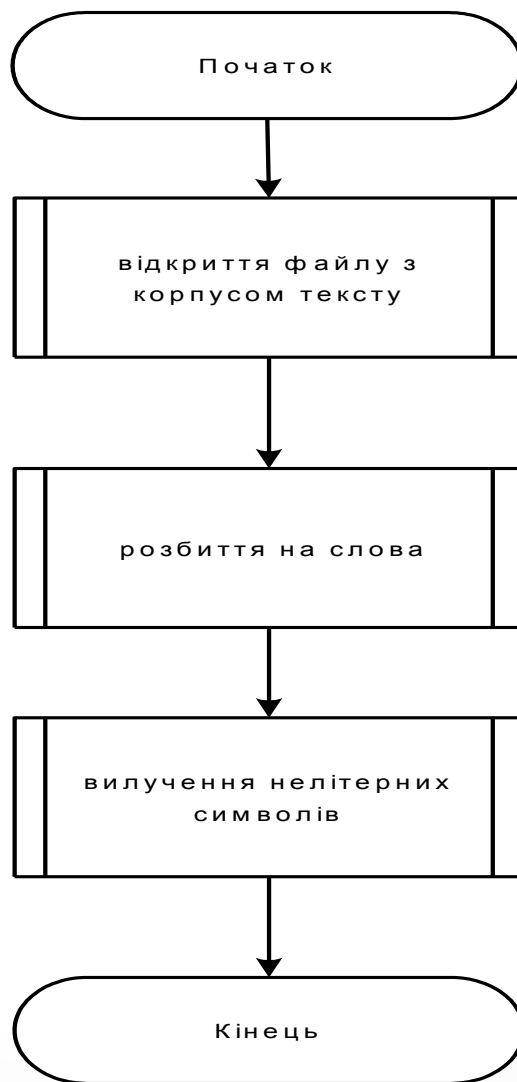 Початок
відкриття файлу з
корпусом тексту
розбиття на слова
вилучення нелітерних
символів
Кінець